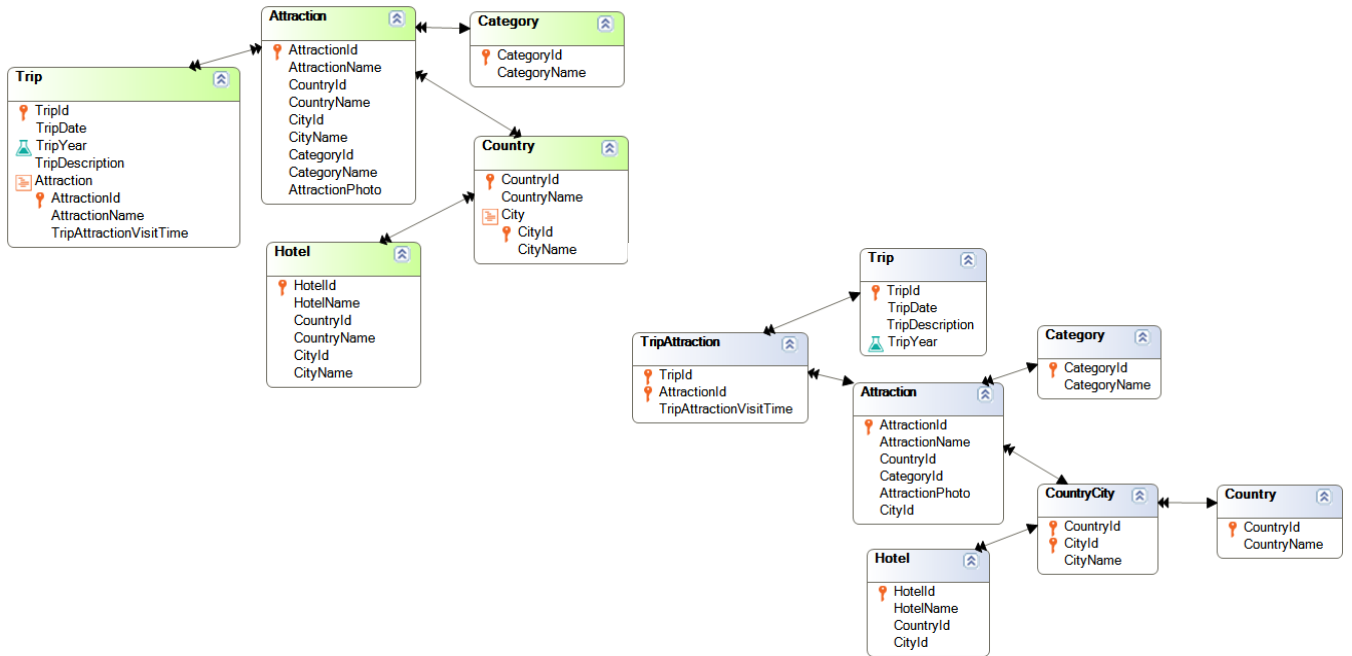 Attraction
AttractionId
AttractionName
CountryId
CountryName
CityId
CityName
CategoryId
CategoryName
AttractionPhoto
Category
CategoryId
CategoryName
Trip
TripId
TripDate
TripYear
TripDescription
Attraction
AttractionId
AttractionName
TripAttractionVisitTime
Country
CountryId
CountryName
City
CityId
CityName
Hotel
HotelId
HotelName
CountryId
CountryName
CityId
CityName
Trip
TripId
TripDate
TripDescription
TripYear
TripAttraction
TripId
AttractionId
TripAttractionVisitTime
Category
CategoryId
CategoryName
Attraction
AttractionId
AttractionName
CountryId
CategoryId
AttractionPhoto
CityId
CountryCity
CountryId
CityId
CityName
Country
CountryId
CountryName
Hotel
HotelId
HotelName
CountryId
CityId